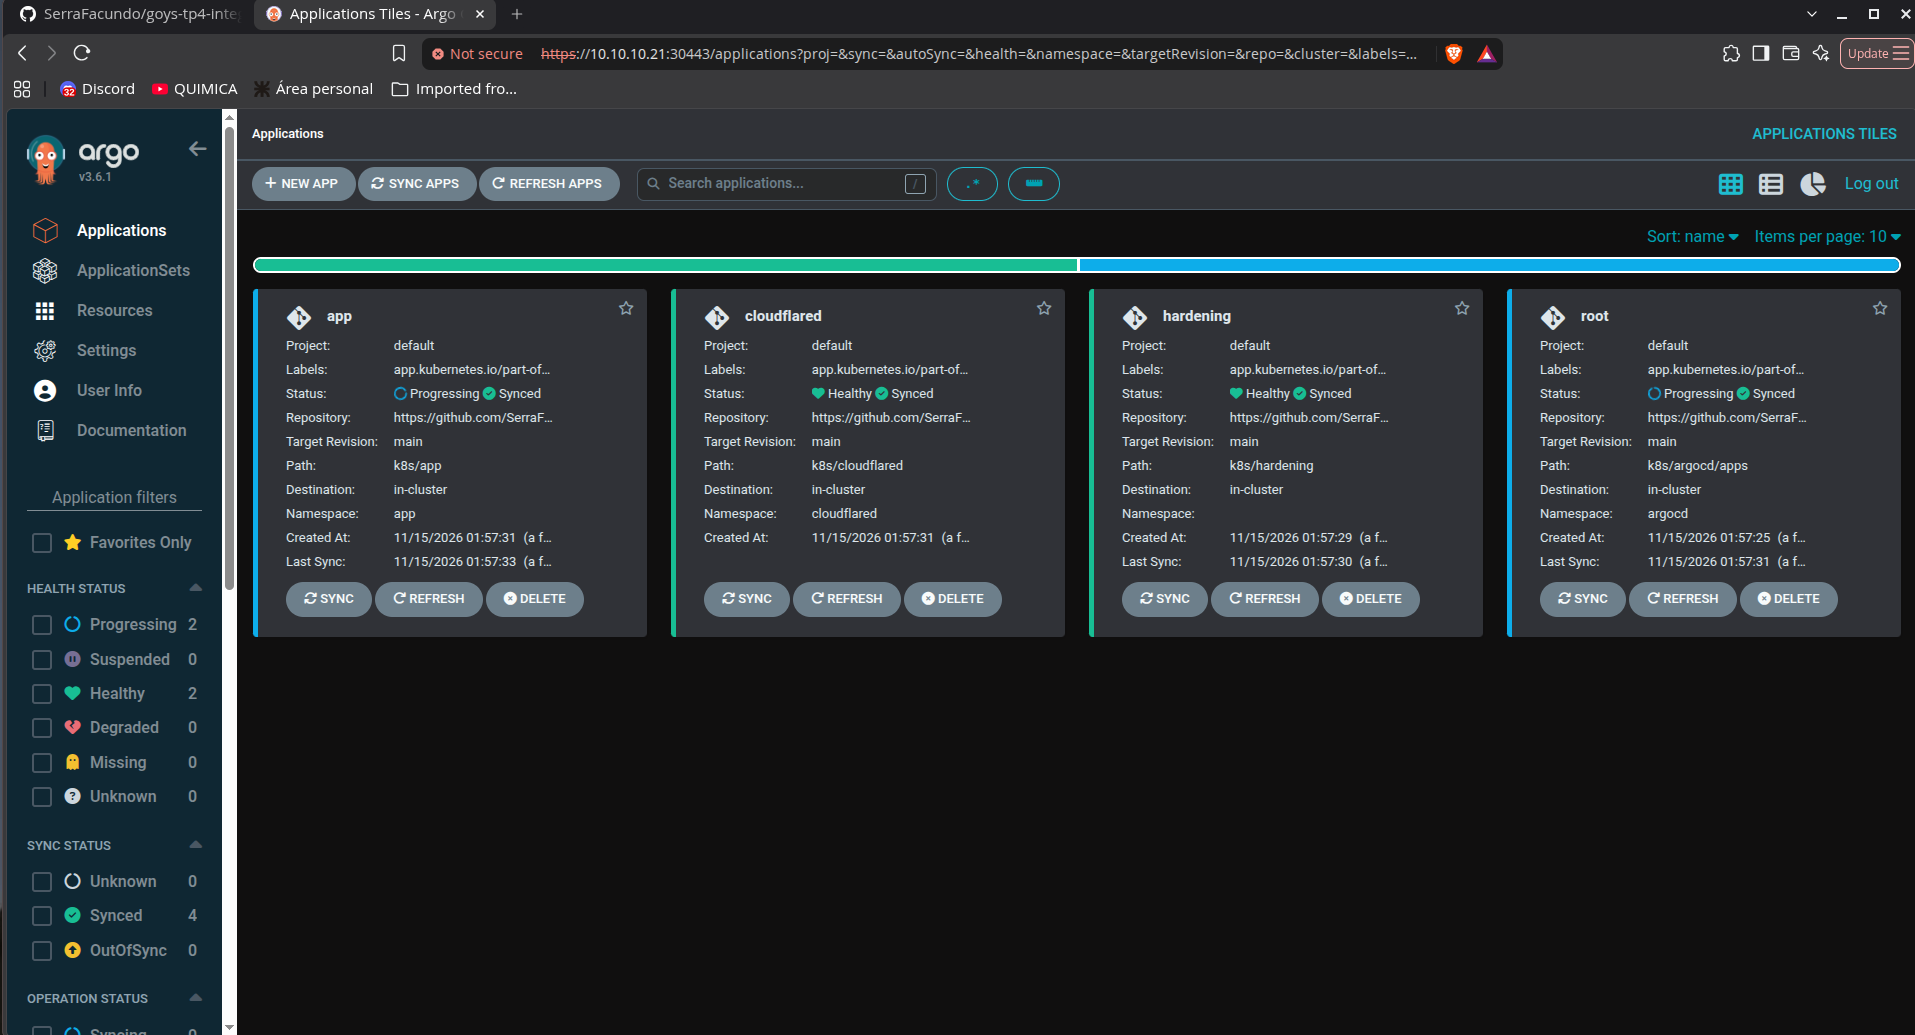 SerraFacundo/goys-tp4-inte
Applications Tiles - Argo
Not secure
https://10.10.10.21:30443/applications?proj=&sync=&autoSync=&health=&namespace=&targetRevision=&repo=&cluster=&labels=...
Update
32
Discord
QUIMICA
Área personal
Imported fro...
argo
v3.6.1
Applications
ApplicationSets
Resources
Settings
User Info
Documentation
Application filters
Favorites Only
HEALTH STATUS
Progressing 2
Suspended 0
Healthy 2
Degraded 0
Missing 0
Unknown 0
SYNC STATUS
Unknown 0
Synced 4
OutOfSync 0
OPERATION STATUS
Syncing 0
Applications
APPLICATIONS TILES
+ NEW APP
SYNC APPS
REFRESH APPS
Search applications...
/
.*
Log out
Sort: name
Items per page: 10
app
Project: default
Labels: app.kubernetes.io/part-of...
Status: Progressing Synced
Repository: https://github.com/SerraF...
Target Revision: main
Path: k8s/app
Destination: in-cluster
Namespace: app
Created At: 11/15/2026 01:57:31 (a f...
Last Sync: 11/15/2026 01:57:33 (a f...
SYNC REFRESH DELETE
cloudflared
Project: default
Labels: app.kubernetes.io/part-of...
Status: Healthy Synced
Repository: https://github.com/SerraF...
Target Revision: main
Path: k8s/cloudflared
Destination: in-cluster
Namespace: cloudflared
Created At: 11/15/2026 01:57:31 (a f...
SYNC REFRESH DELETE
hardening
Project: default
Labels: app.kubernetes.io/part-of...
Status: Healthy Synced
Repository: https://github.com/SerraF...
Target Revision: main
Path: k8s/hardening
Destination: in-cluster
Namespace:
Created At: 11/15/2026 01:57:29 (a f...
Last Sync: 11/15/2026 01:57:30 (a f...
SYNC REFRESH DELETE
root
Project: default
Labels: app.kubernetes.io/part-of...
Status: Progressing Synced
Repository: https://github.com/SerraF...
Target Revision: main
Path: k8s/argocd/apps
Destination: in-cluster
Namespace: argocd
Created At: 11/15/2026 01:57:25 (a f...
Last Sync: 11/15/2026 01:57:31 (a f...
SYNC REFRESH DELETE